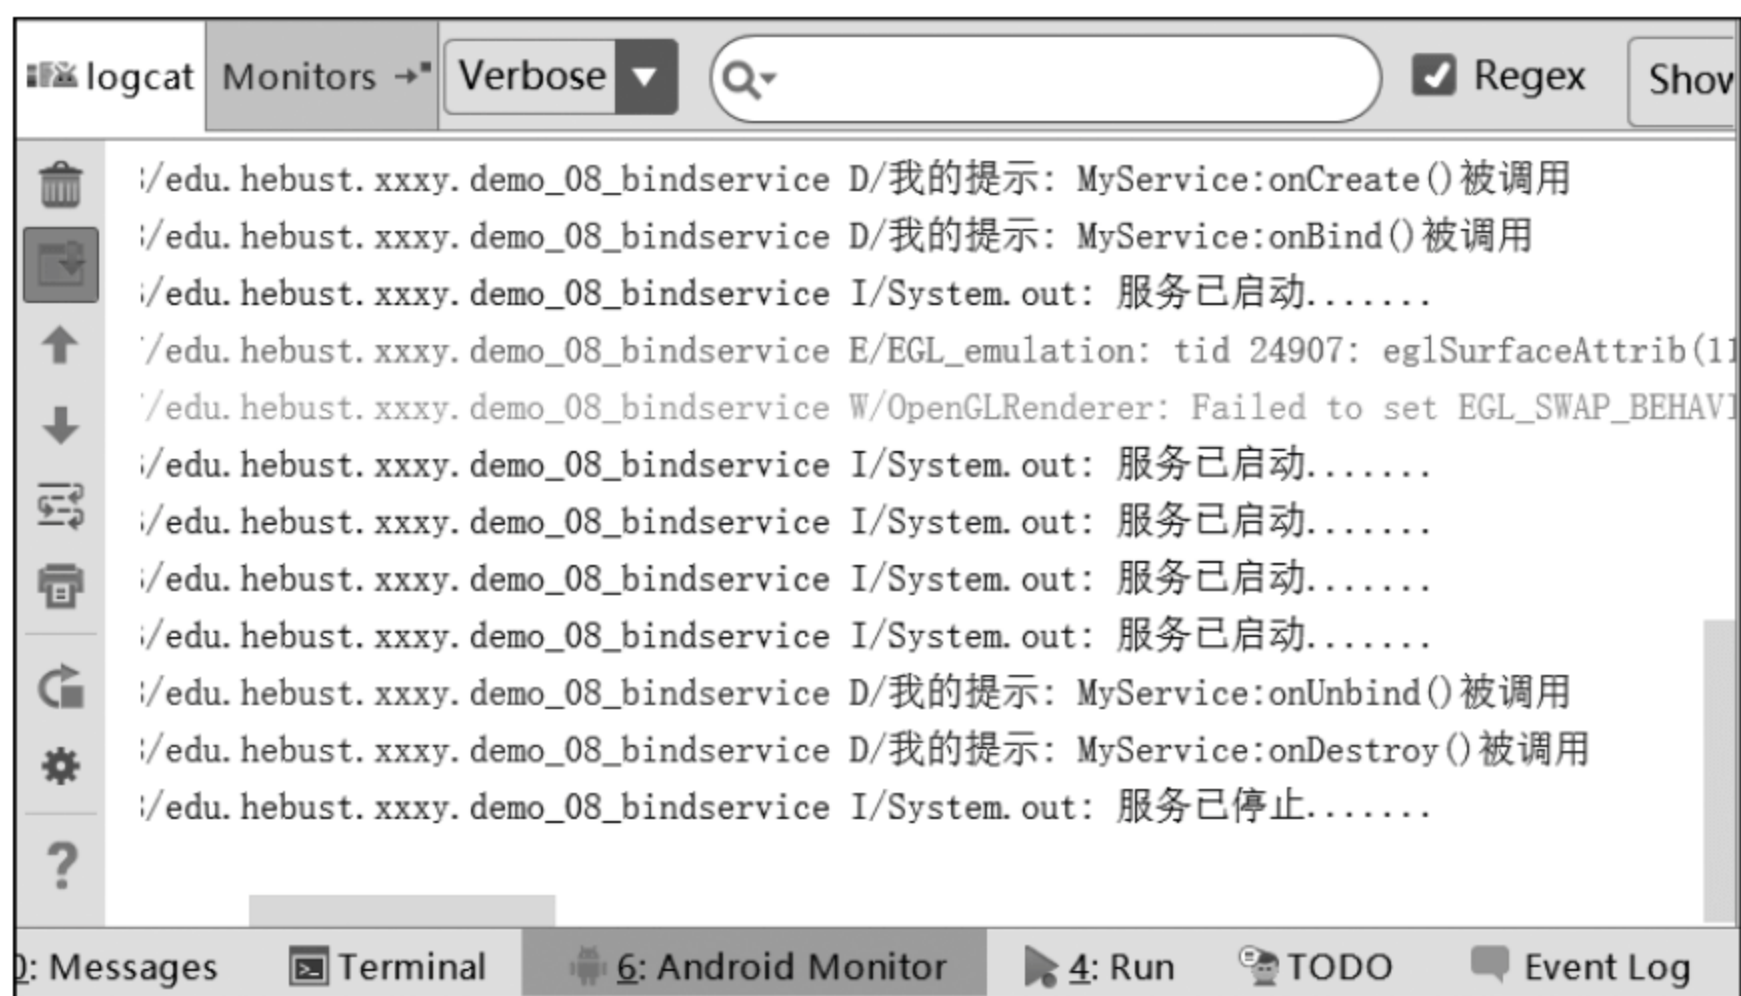 logcat Monitors Verbose Regex Show
/edu.hebust.xxxy.demo_08_bindservice D/我的提示: MyService:onCreate()被调用
/edu.hebust.xxxy.demo_08_bindservice D/我的提示: MyService:onBind()被调用
/edu.hebust.xxxy.demo_08_bindservice I/System.out: 服务已启动.......
/edu.hebust.xxxy.demo_08_bindservice E/EGL_emulation: tid 24907: eglSurfaceAttrib(11
/edu.hebust.xxxy.demo_08_bindservice W/OpenGLRenderer: Failed to set EGL_SWAP_BEHAVI
/edu.hebust.xxxy.demo_08_bindservice I/System.out: 服务已启动.......
/edu.hebust.xxxy.demo_08_bindservice I/System.out: 服务已启动.......
/edu.hebust.xxxy.demo_08_bindservice I/System.out: 服务已启动.......
/edu.hebust.xxxy.demo_08_bindservice I/System.out: 服务已启动.......
/edu.hebust.xxxy.demo_08_bindservice D/我的提示: MyService:onUnbind()被调用
/edu.hebust.xxxy.demo_08_bindservice D/我的提示: MyService:onDestroy()被调用
/edu.hebust.xxxy.demo_08_bindservice I/System.out: 服务已停止.......
0: Messages Terminal 6: Android Monitor 4: Run TODO Event Log